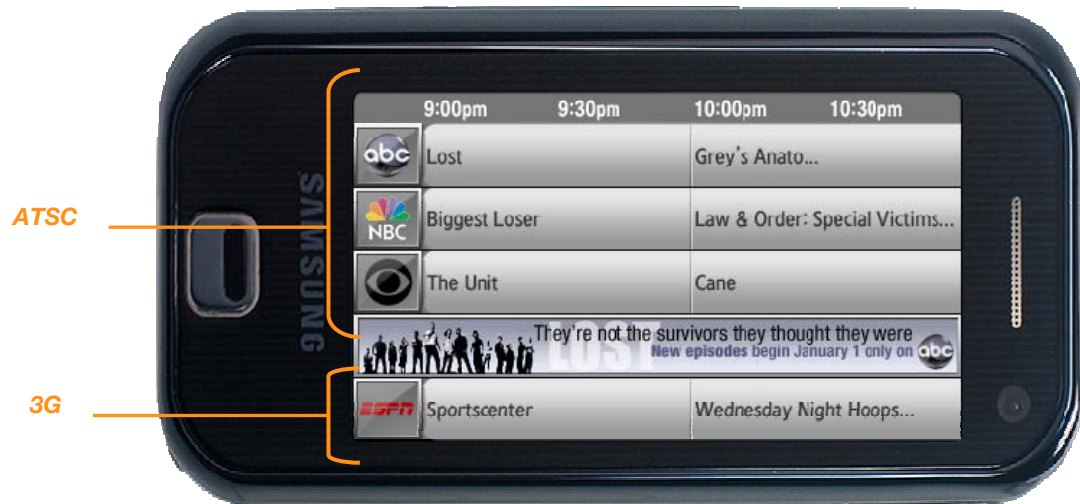 9:00pm 9:30pm 10:00pm 10:30pm
abc Lost Grey's Anato...
ATSC
SAMSUNG
NBC Biggest Loser Law & Order: Special Victims...
The Unit Cane
LOST
They're not the survivors they thought they were
New episodes begin January 1 only on abc
3G
ESPN Sportscenter Wednesday Night Hoops...